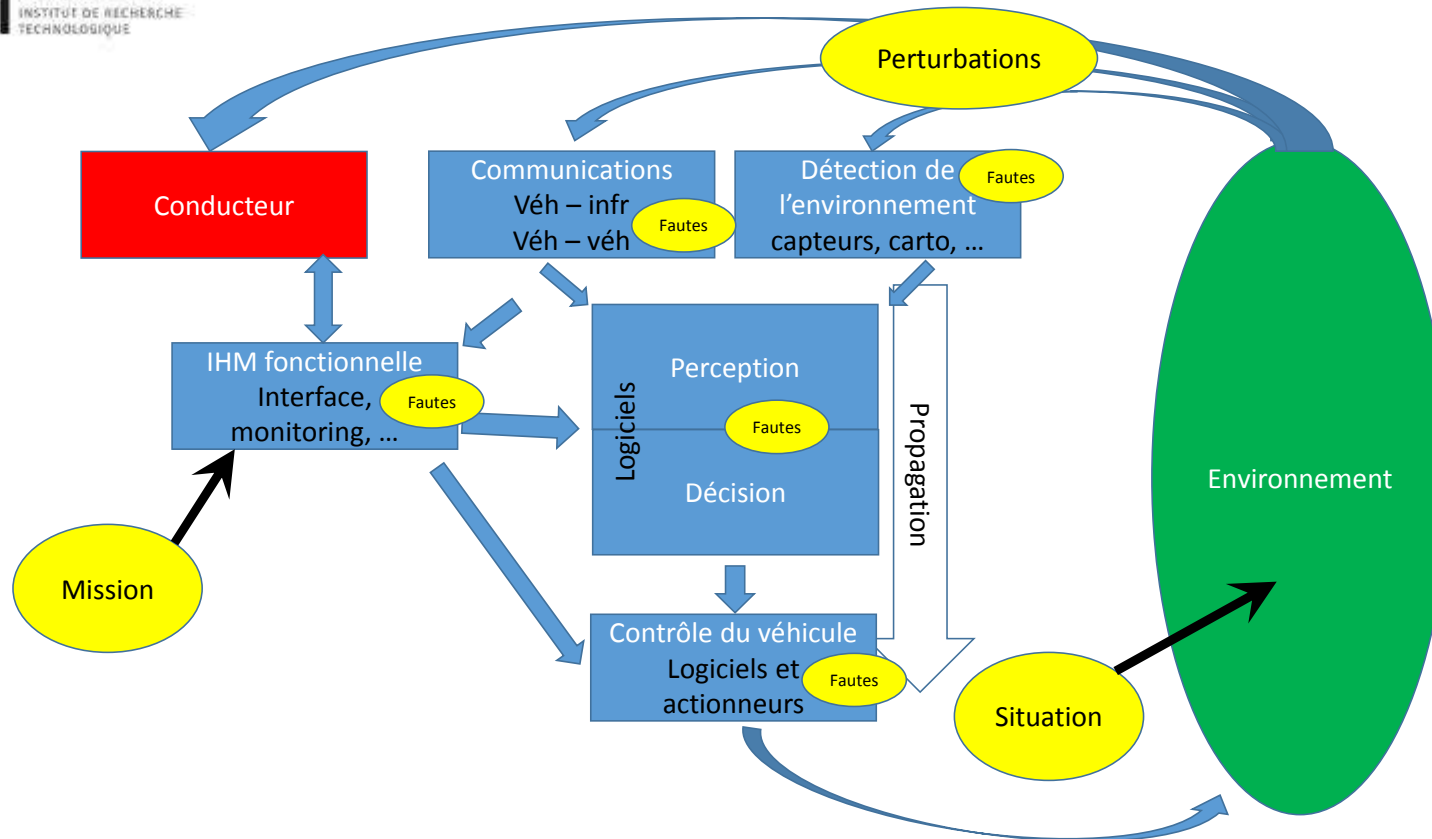 INSTITUT DE RECHERCHE
TECHNOLOGIQUE
Perturbations
Conducteur
Communications
Véh – infr
Véh – véh
Fautes
Détection de
l'environnement
capteurs, carto, …
Fautes
IHM fonctionnelle
Interface,
monitoring, …
Fautes
Logiciels
Perception
Fautes
Décision
Propagation
Environnement
Mission
Contrôle du véhicule
Logiciels et
actionneurs
Fautes
Situation